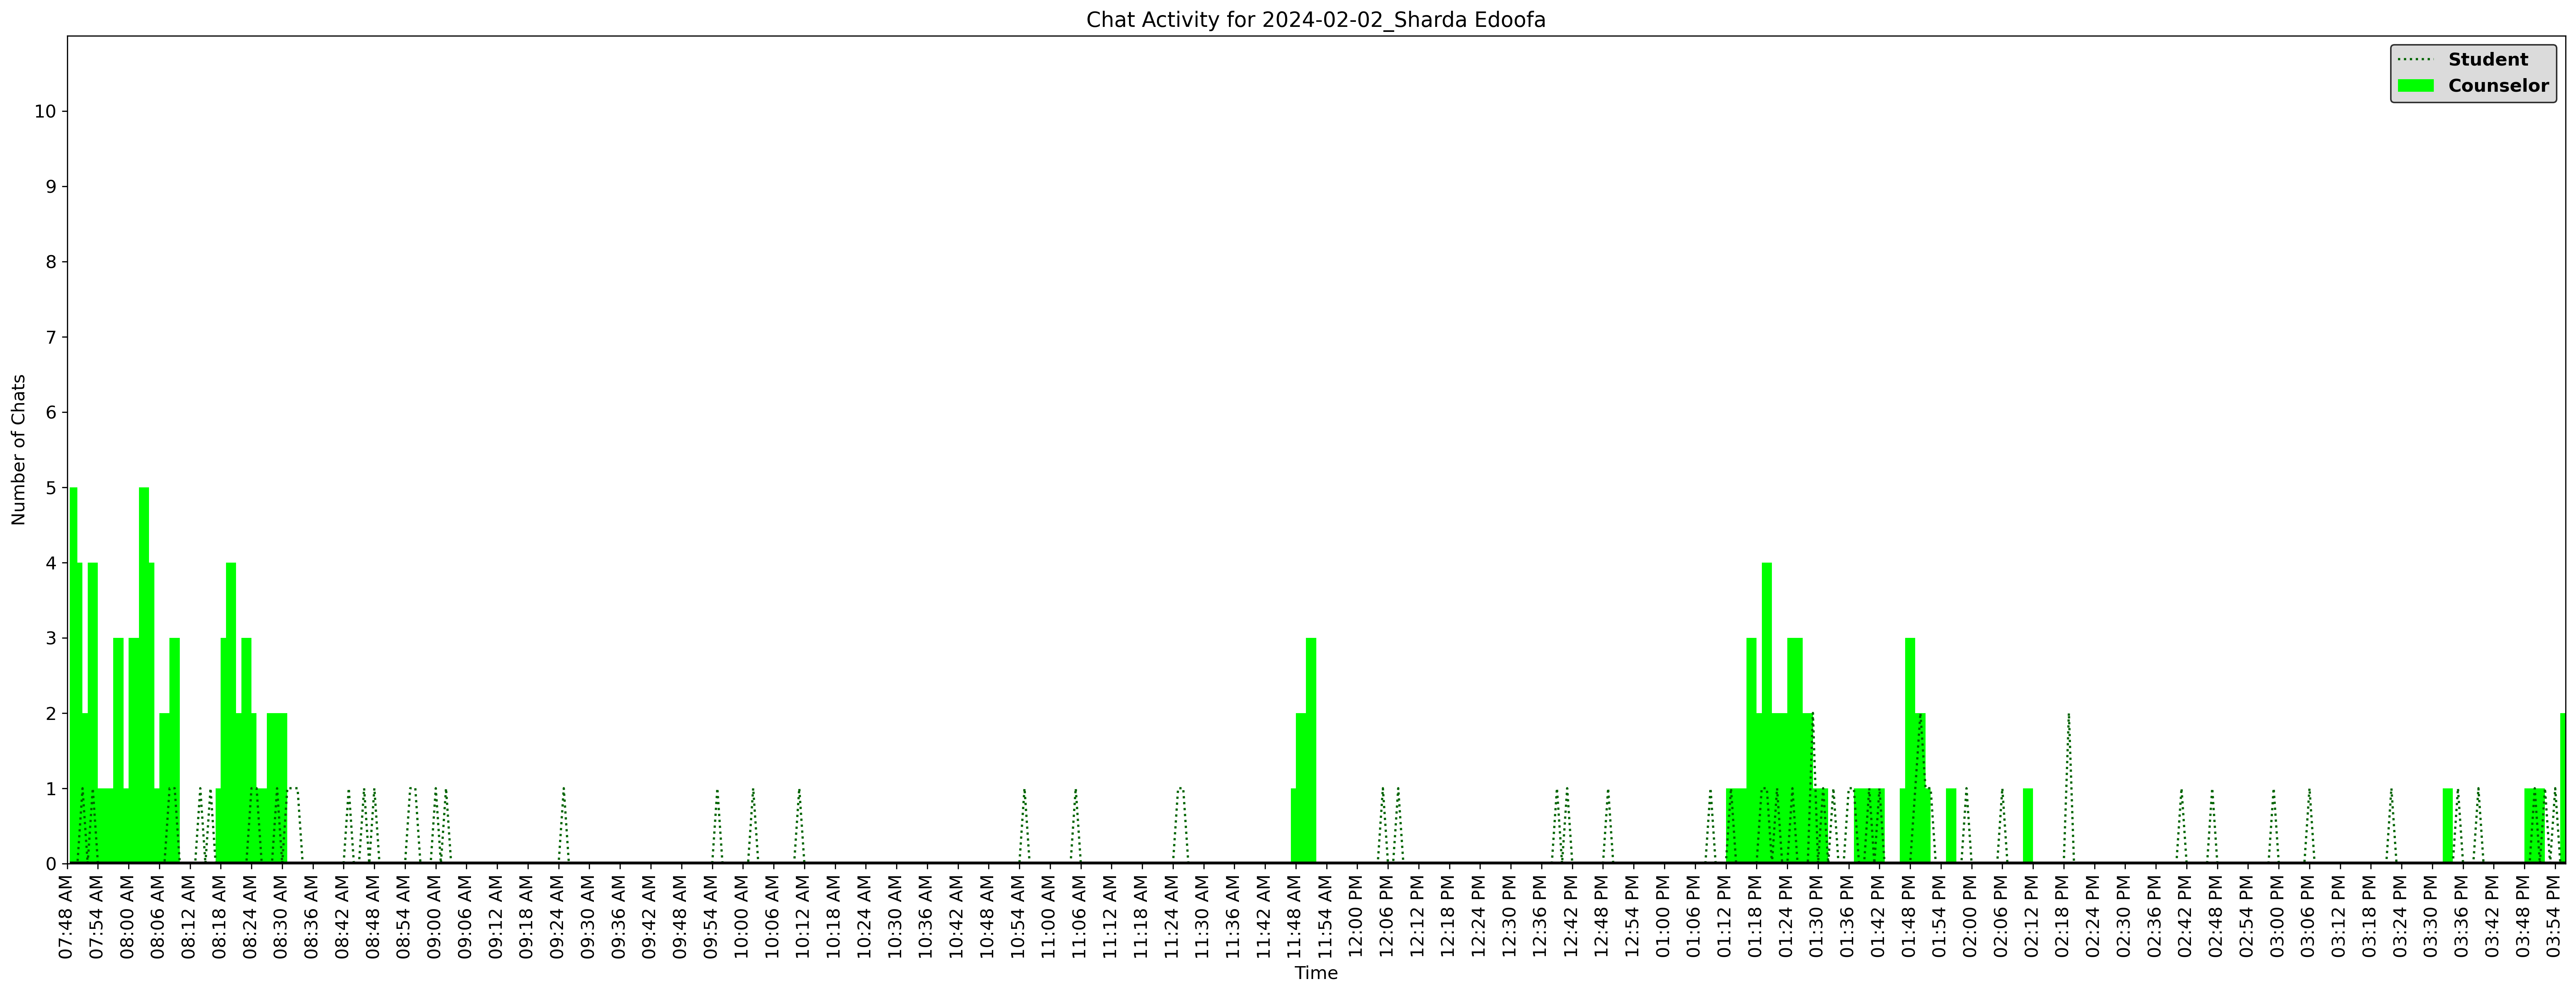 Chat Activity for 2024-02-02_Sharda Edoofa
Student
Counselor
10
9
8
7
6
5
4
3
2
1
0
Number of Chats
07:48 AM
07:54 AM
08:00 AM
08:06 AM
08:12 AM
08:18 AM
08:24 AM
08:30 AM
08:36 AM
08:42 AM
08:48 AM
08:54 AM
09:00 AM
09:06 AM
09:12 AM
09:18 AM
09:24 AM
09:30 AM
09:36 AM
09:42 AM
09:48 AM
09:54 AM
10:00 AM
10:06 AM
10:12 AM
10:18 AM
10:24 AM
10:30 AM
10:36 AM
10:42 AM
10:48 AM
10:54 AM
11:00 AM
11:06 AM
11:12 AM
11:18 AM
11:24 AM
11:30 AM
11:36 AM
11:42 AM
11:48 AM
11:54 AM
12:00 PM
12:06 PM
12:12 PM
12:18 PM
12:24 PM
12:30 PM
12:36 PM
12:42 PM
12:48 PM
12:54 PM
01:00 PM
01:06 PM
01:12 PM
01:18 PM
01:24 PM
01:30 PM
01:36 PM
01:42 PM
01:48 PM
01:54 PM
02:00 PM
02:06 PM
02:12 PM
02:18 PM
02:24 PM
02:30 PM
02:36 PM
02:42 PM
02:48 PM
02:54 PM
03:00 PM
03:06 PM
03:12 PM
03:18 PM
03:24 PM
03:30 PM
03:36 PM
03:42 PM
03:48 PM
03:54 PM
Time